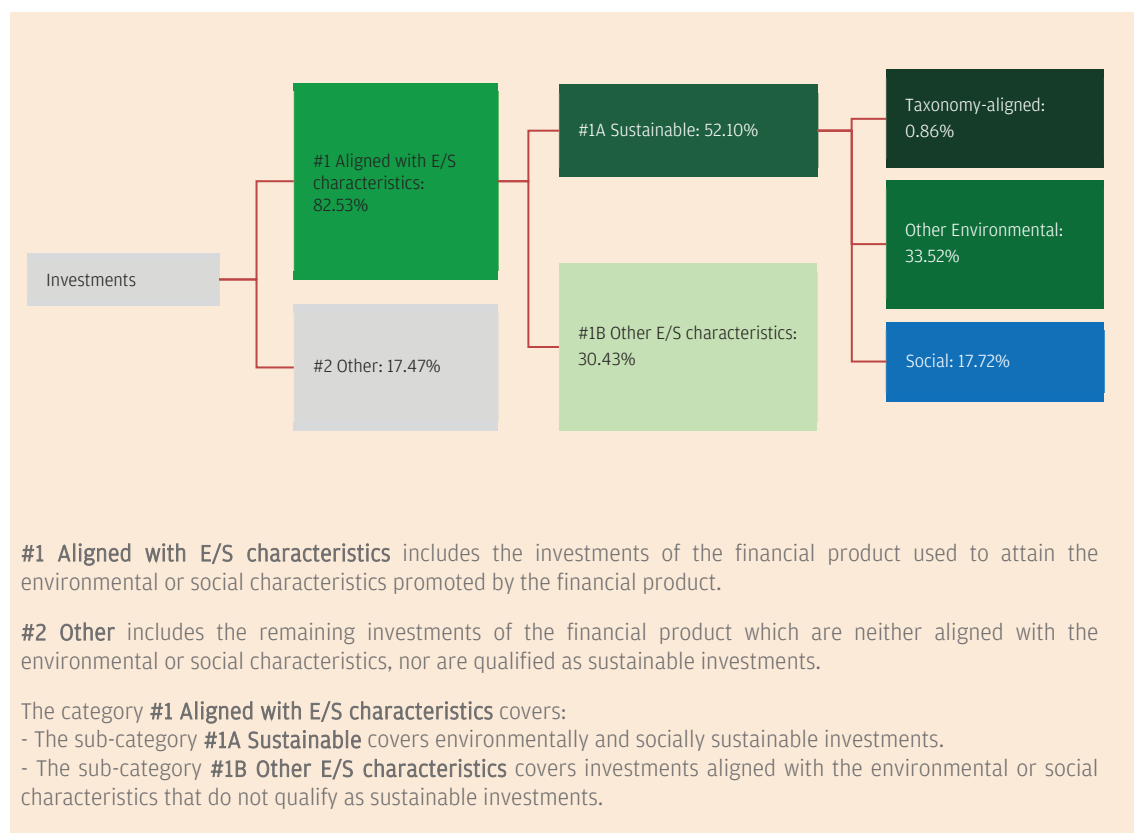 Investments
#1 Aligned with E/S
characteristics:
82.53%
#2 Other: 17.47%
#1A Sustainable: 52.10%
#1B Other E/S characteristics:
30.43%
Taxonomy-aligned:
0.86%
Other Environmental:
33.52%
Social: 17.72%
#1 Aligned with E/S characteristics includes the investments of the financial product used to attain the
environmental or social characteristics promoted by the financial product.
#2 Other includes the remaining investments of the financial product which are neither aligned with the
environmental or social characteristics, nor are qualified as sustainable investments.
The category #1 Aligned with E/S characteristics covers:
- The sub-category #1A Sustainable covers environmentally and socially sustainable investments.
- The sub-category #1B Other E/S characteristics covers investments aligned with the environmental or social
characteristics that do not qualify as sustainable investments.